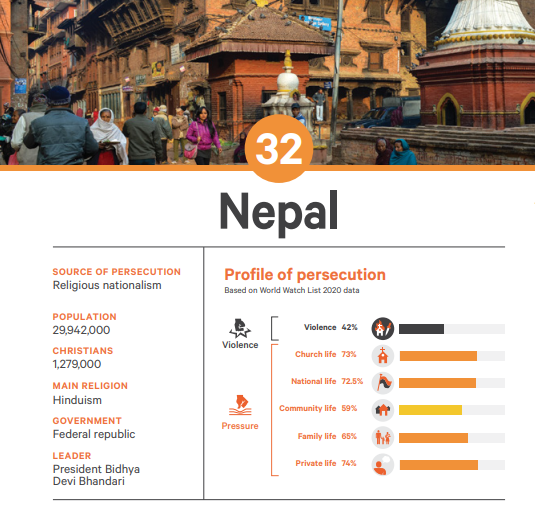 32
Nepal
SOURCE OF PERSECUTION
Religious nationalism
POPULATION
29,942,000
CHRISTIANS
1,279,000
MAIN RELIGION
Hinduism
GOVERNMENT
Federal republic
LEADER
President Bidhya
Devi Bhandari
Profile of persecution
Based on World Watch List 2020 data
Violence
Violence 42%
Pressure
Church life 73%
National life 72.5%
Community life 59%
Family life 65%
Private life 74%